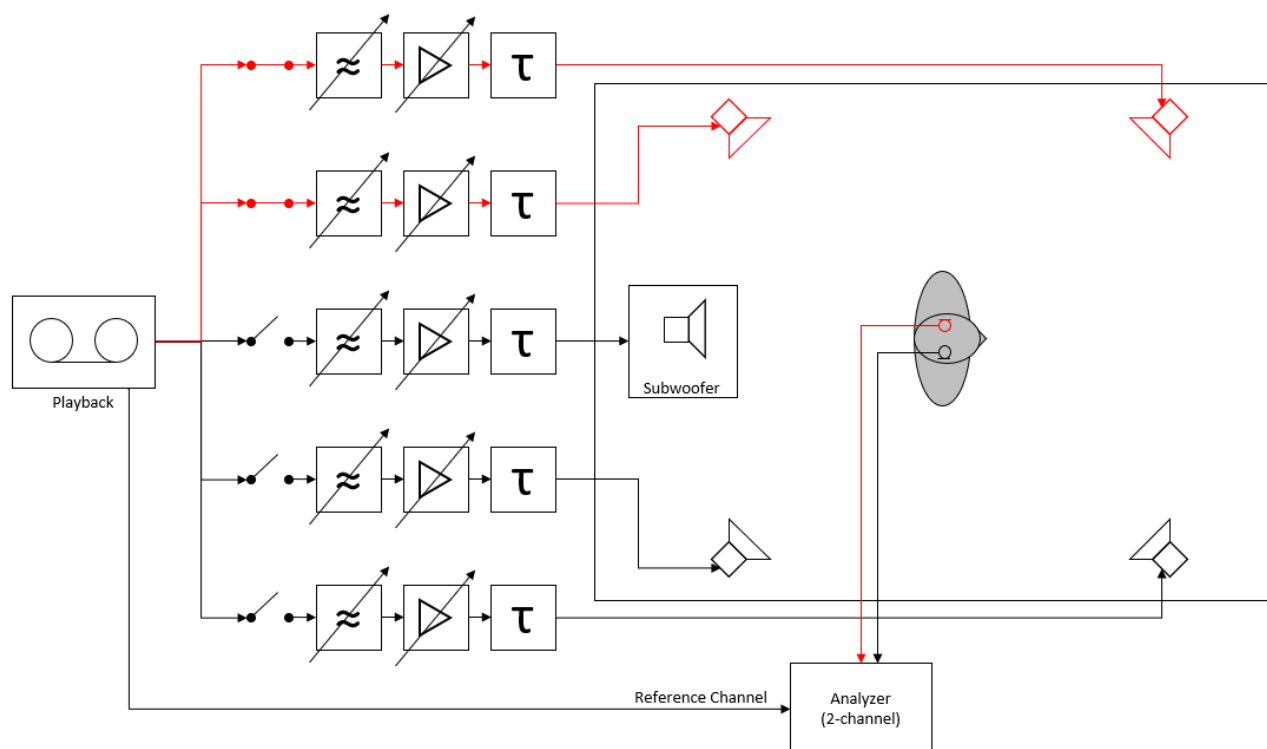 ≈ τ
≈ τ
≈ τ
Subwoofer
Playback
≈ τ
≈ τ
Reference Channel
Analyzer
(2-channel)